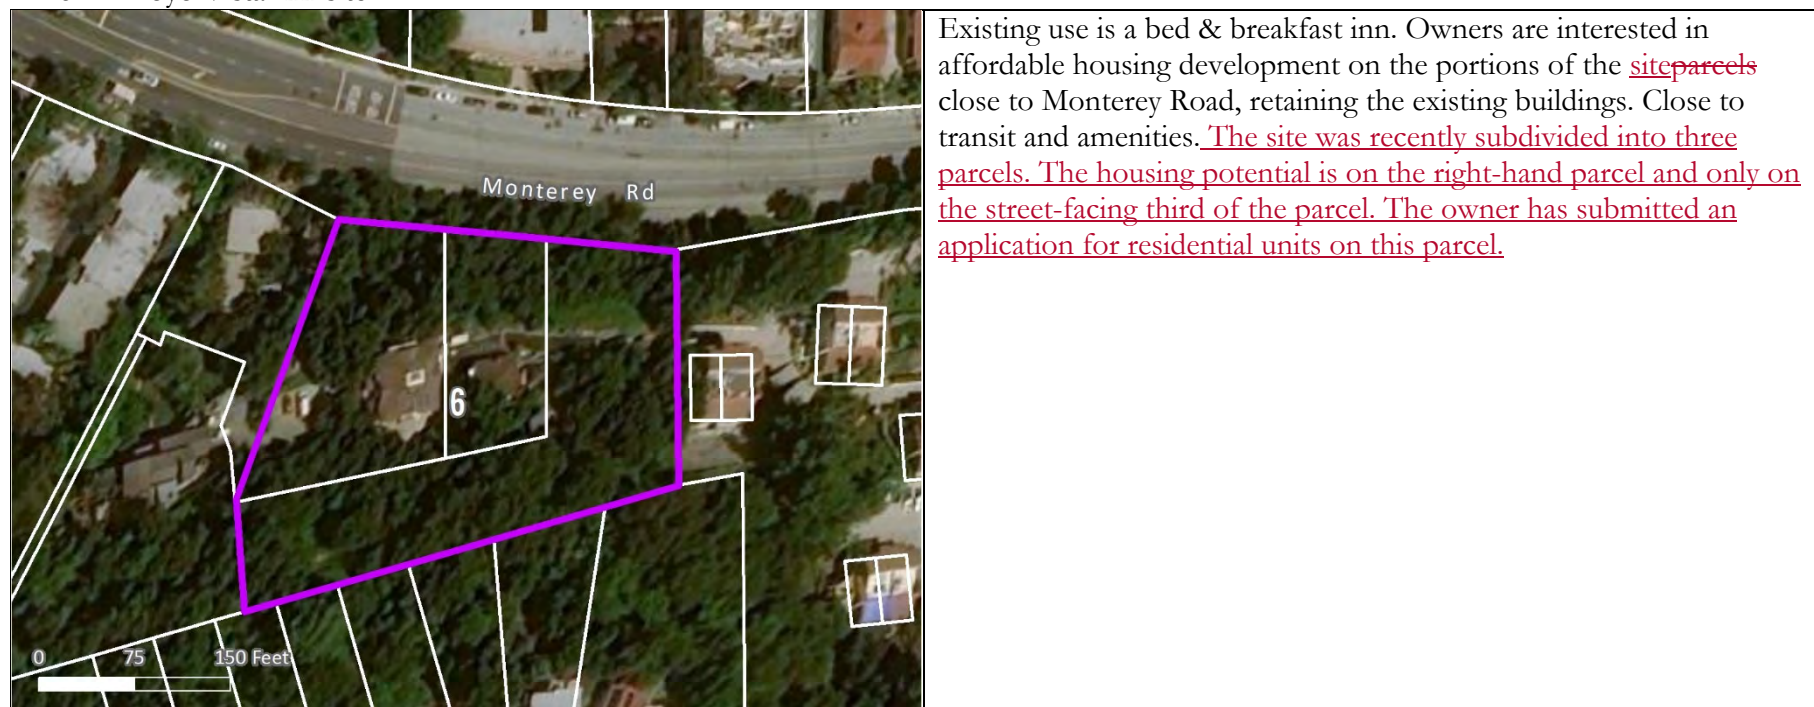 Existing use is a bed & breakfast inn. Owners are interested in
affordable housing development on the portions of the siteparcels
close to Monterey Road, retaining the existing buildings. Close to
transit and amenities. The site was recently subdivided into three
parcels. The housing potential is on the right-hand parcel and only on
the street-facing third of the parcel. The owner has submitted an
application for residential units on this parcel.
Monterey Rd
6
0 75 150 Feet